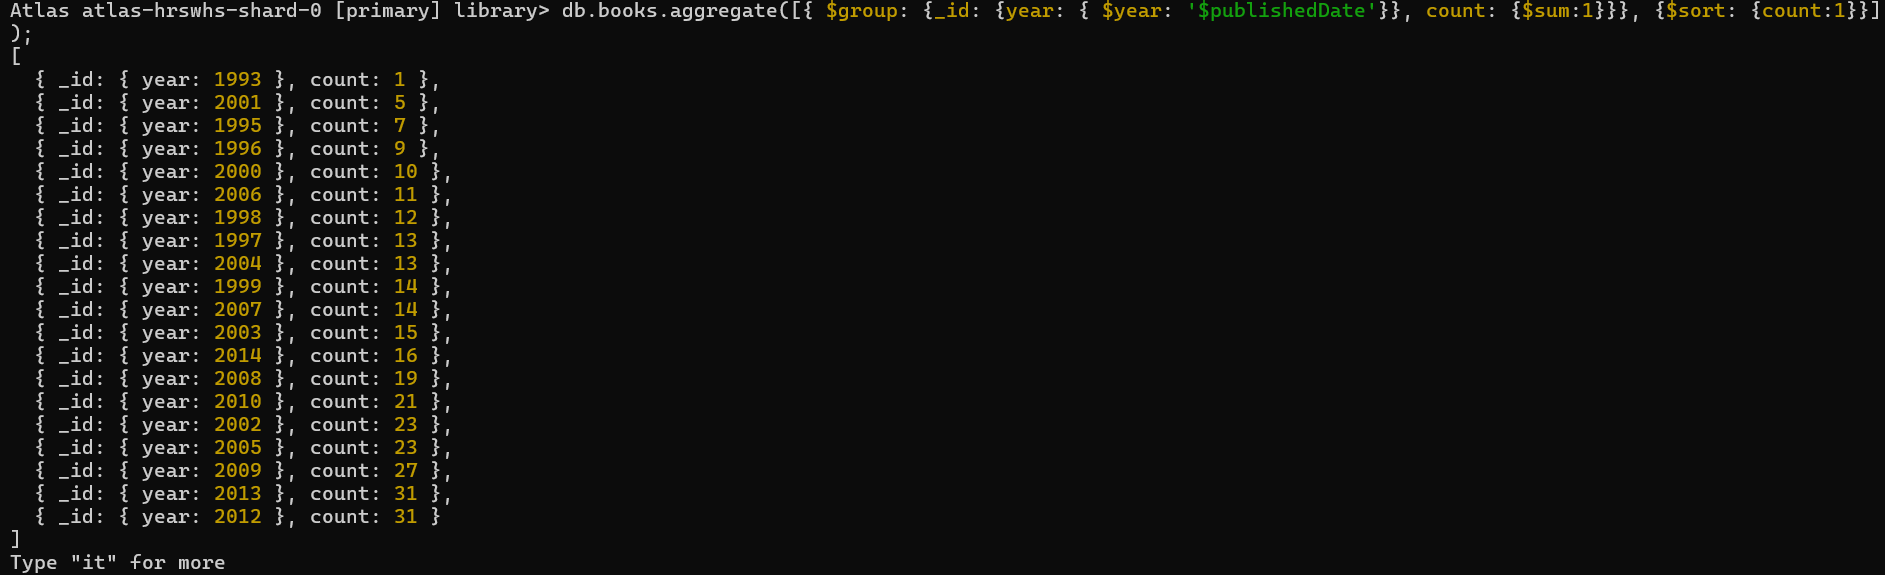 Atlas atlas-hrswhs-shard-0 [primary] library> db.books.aggregate([{ $group: {_id: {year: { $year: '$publishedDate'}}, count: {$sum:1}}}, {$sort: {count:1}}]
);
[
  { _id: { year: 1993 }, count: 1 },
  { _id: { year: 2001 }, count: 5 },
  { _id: { year: 1995 }, count: 7 },
  { _id: { year: 1996 }, count: 9 },
  { _id: { year: 2000 }, count: 10 },
  { _id: { year: 2006 }, count: 11 },
  { _id: { year: 1998 }, count: 12 },
  { _id: { year: 1997 }, count: 13 },
  { _id: { year: 2004 }, count: 13 },
  { _id: { year: 1999 }, count: 14 },
  { _id: { year: 2007 }, count: 14 },
  { _id: { year: 2003 }, count: 15 },
  { _id: { year: 2014 }, count: 16 },
  { _id: { year: 2008 }, count: 19 },
  { _id: { year: 2010 }, count: 21 },
  { _id: { year: 2002 }, count: 23 },
  { _id: { year: 2005 }, count: 23 },
  { _id: { year: 2009 }, count: 27 },
  { _id: { year: 2013 }, count: 31 },
  { _id: { year: 2012 }, count: 31 }
]
Type "it" for more